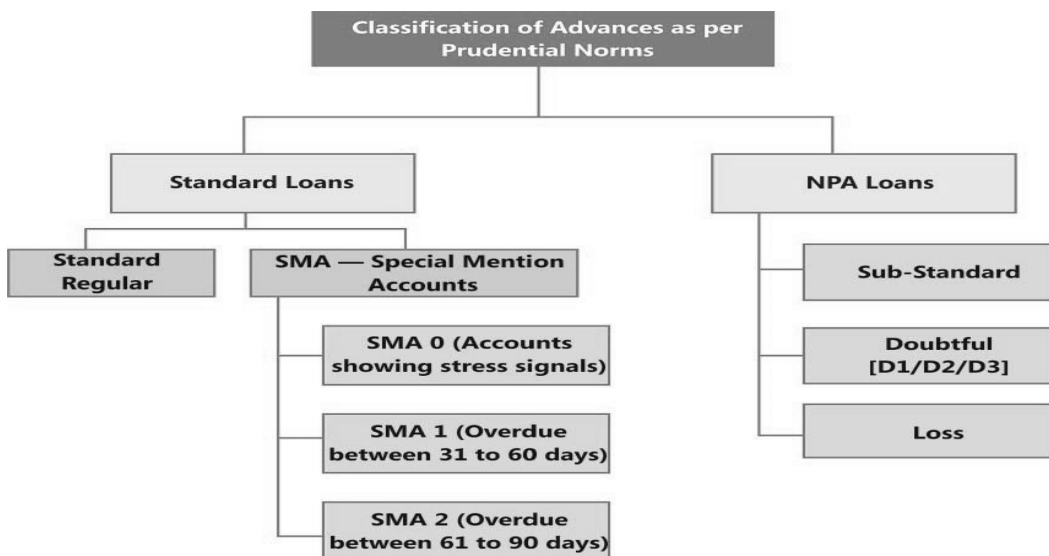 Classification of Advances as per
Prudential Norms
Standard Loans
NPA Loans
Standard
Regular
SMA — Special Mention
Accounts
SMA 0 (Accounts
showing stress signals)
SMA 1 (Overdue
between 31 to 60 days)
SMA 2 (Overdue
between 61 to 90 days)
Sub-Standard
Doubtful
[D1/D2/D3]
Loss